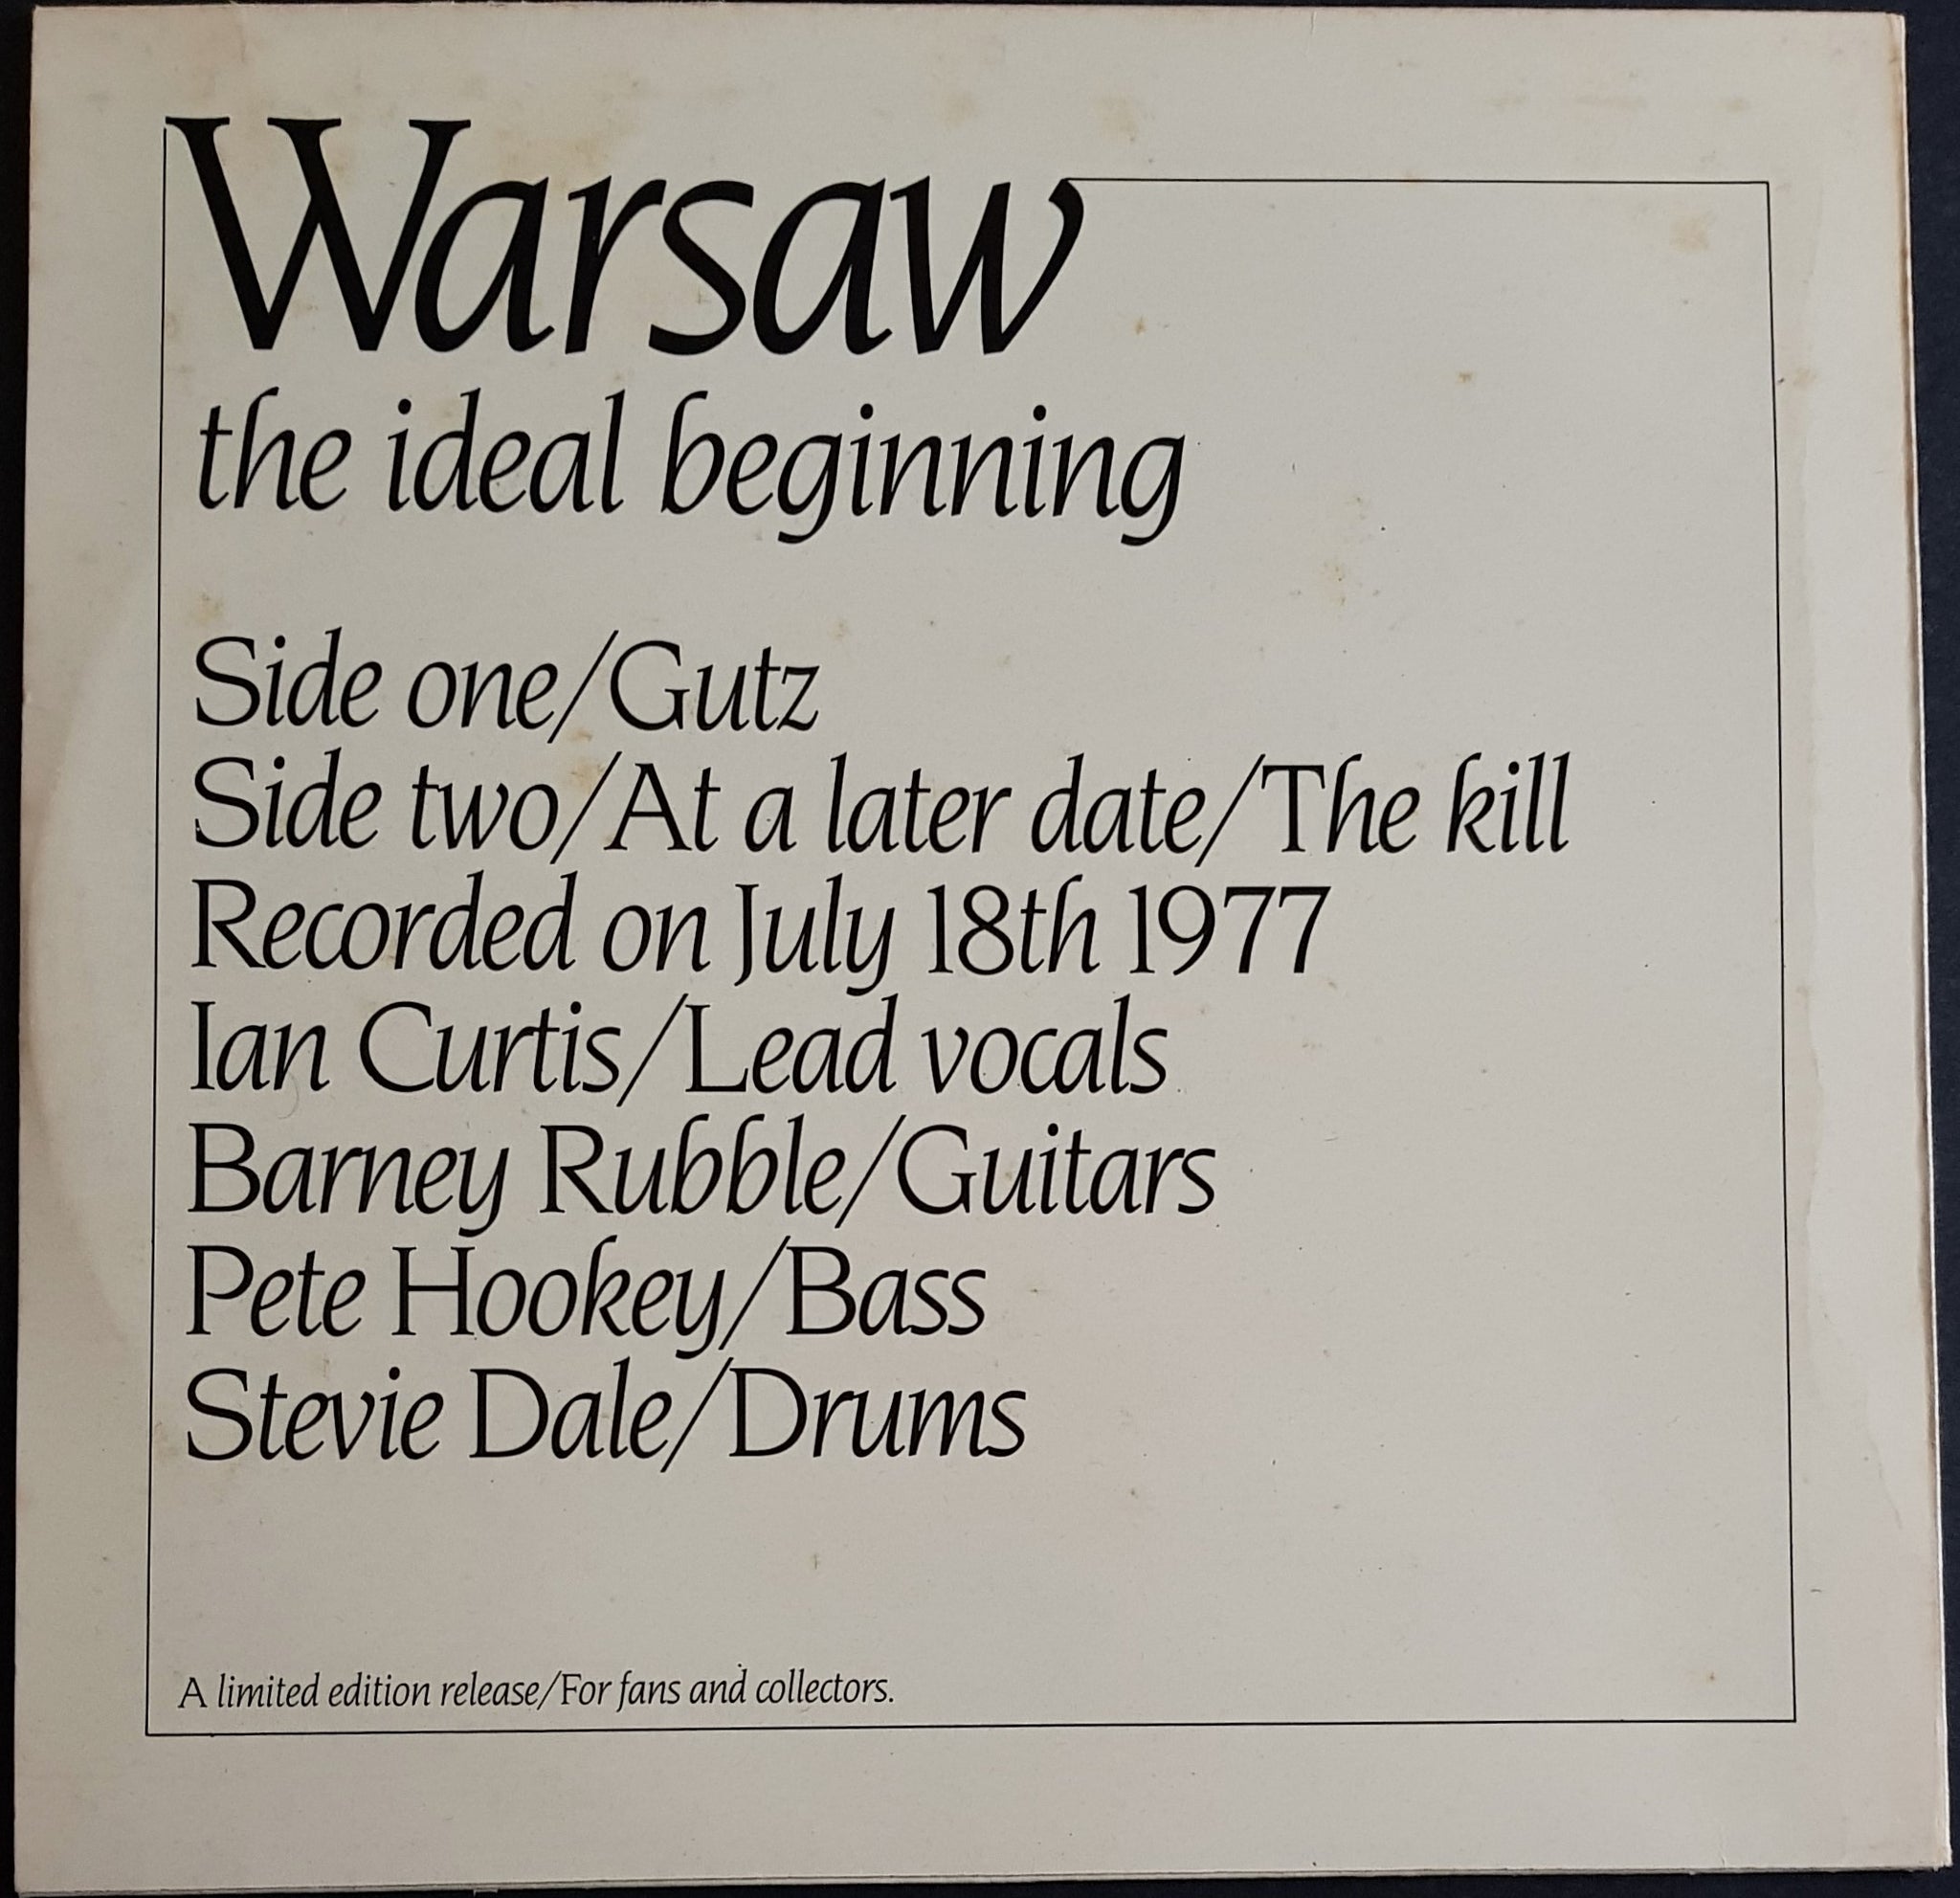 Warsaw
the ideal beginning
Side one/Gutz
Side two/At a later date/The kill
Recorded on July 18th 1977
Ian Curtis/Lead vocals
Barney Rubble/Guitars
Pete Hookey/Bass
Stevie Dale/Drums
A limited edition release/For fans and collectors.